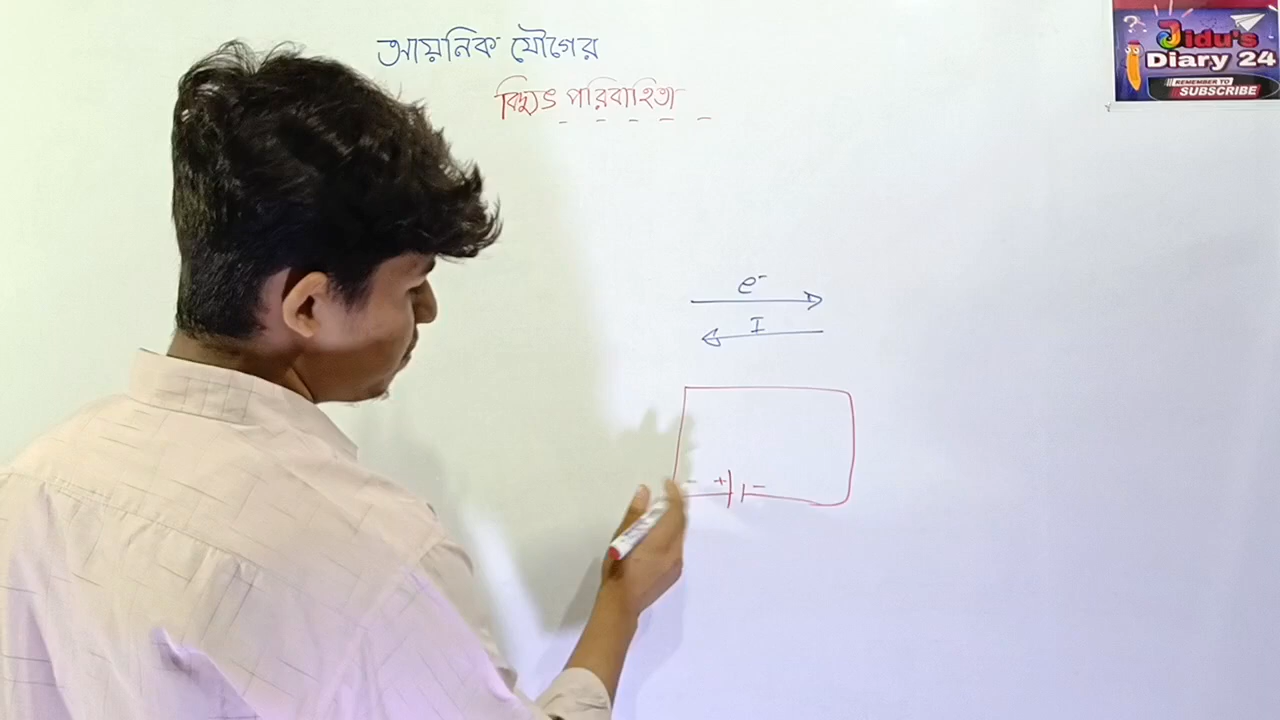 আয়নিক যৌগের
বিদ্যুৎ পরিবাহিতা
e⁻
I
+ −
?
Jidu's
Diary 24
REMEMBER TO
SUBSCRIBE